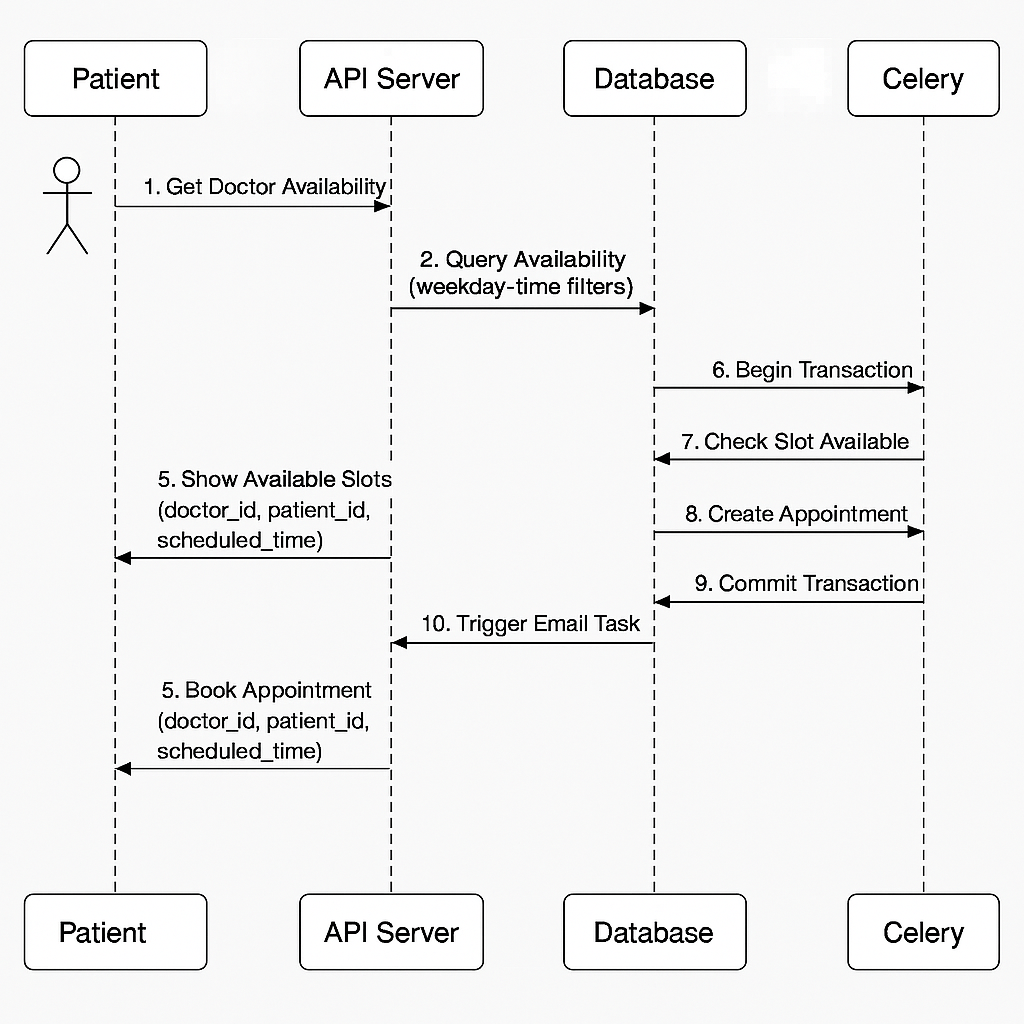 Patient
API Server
Database
Celery
1. Get Doctor Availability
2. Query Availability
(weekday-time filters)
6. Begin Transaction
7. Check Slot Available
5. Show Available Slots
(doctor_id, patient_id,
scheduled_time)
8. Create Appointment
9. Commit Transaction
10. Trigger Email Task
5. Book Appointment
(doctor_id, patient_id,
scheduled_time)
Patient
API Server
Database
Celery